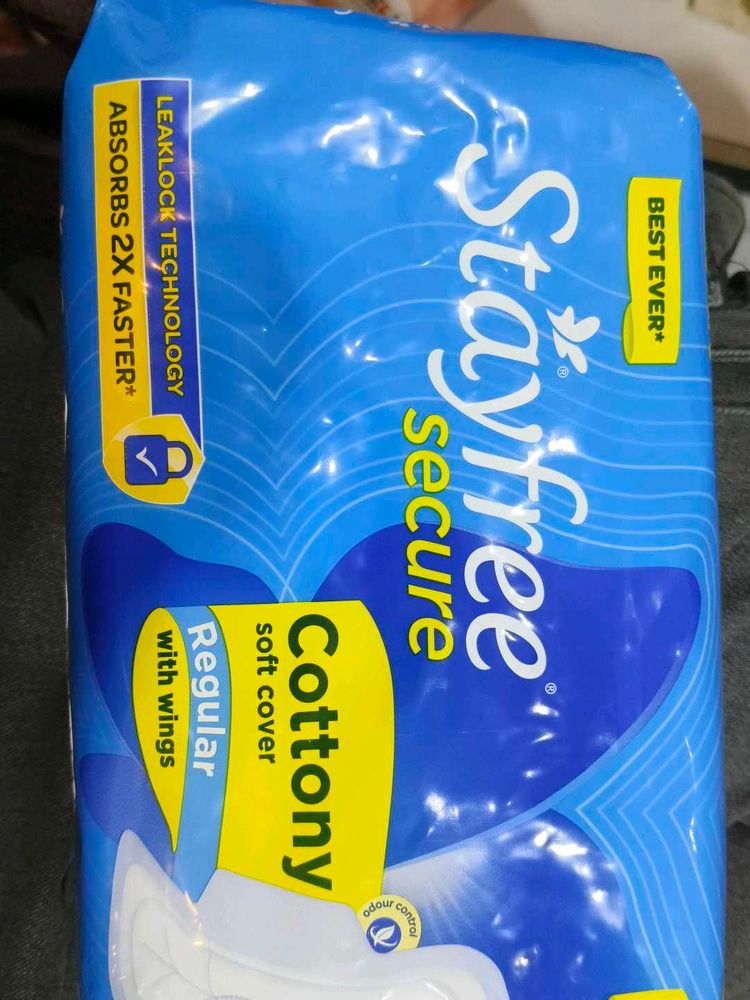 BEST EVER*
Stayfree®
secure
LEAKLOCK TECHNOLOGY
ABSORBS 2X FASTER*
Cottony
soft cover
Regular
with wings
odour control
®